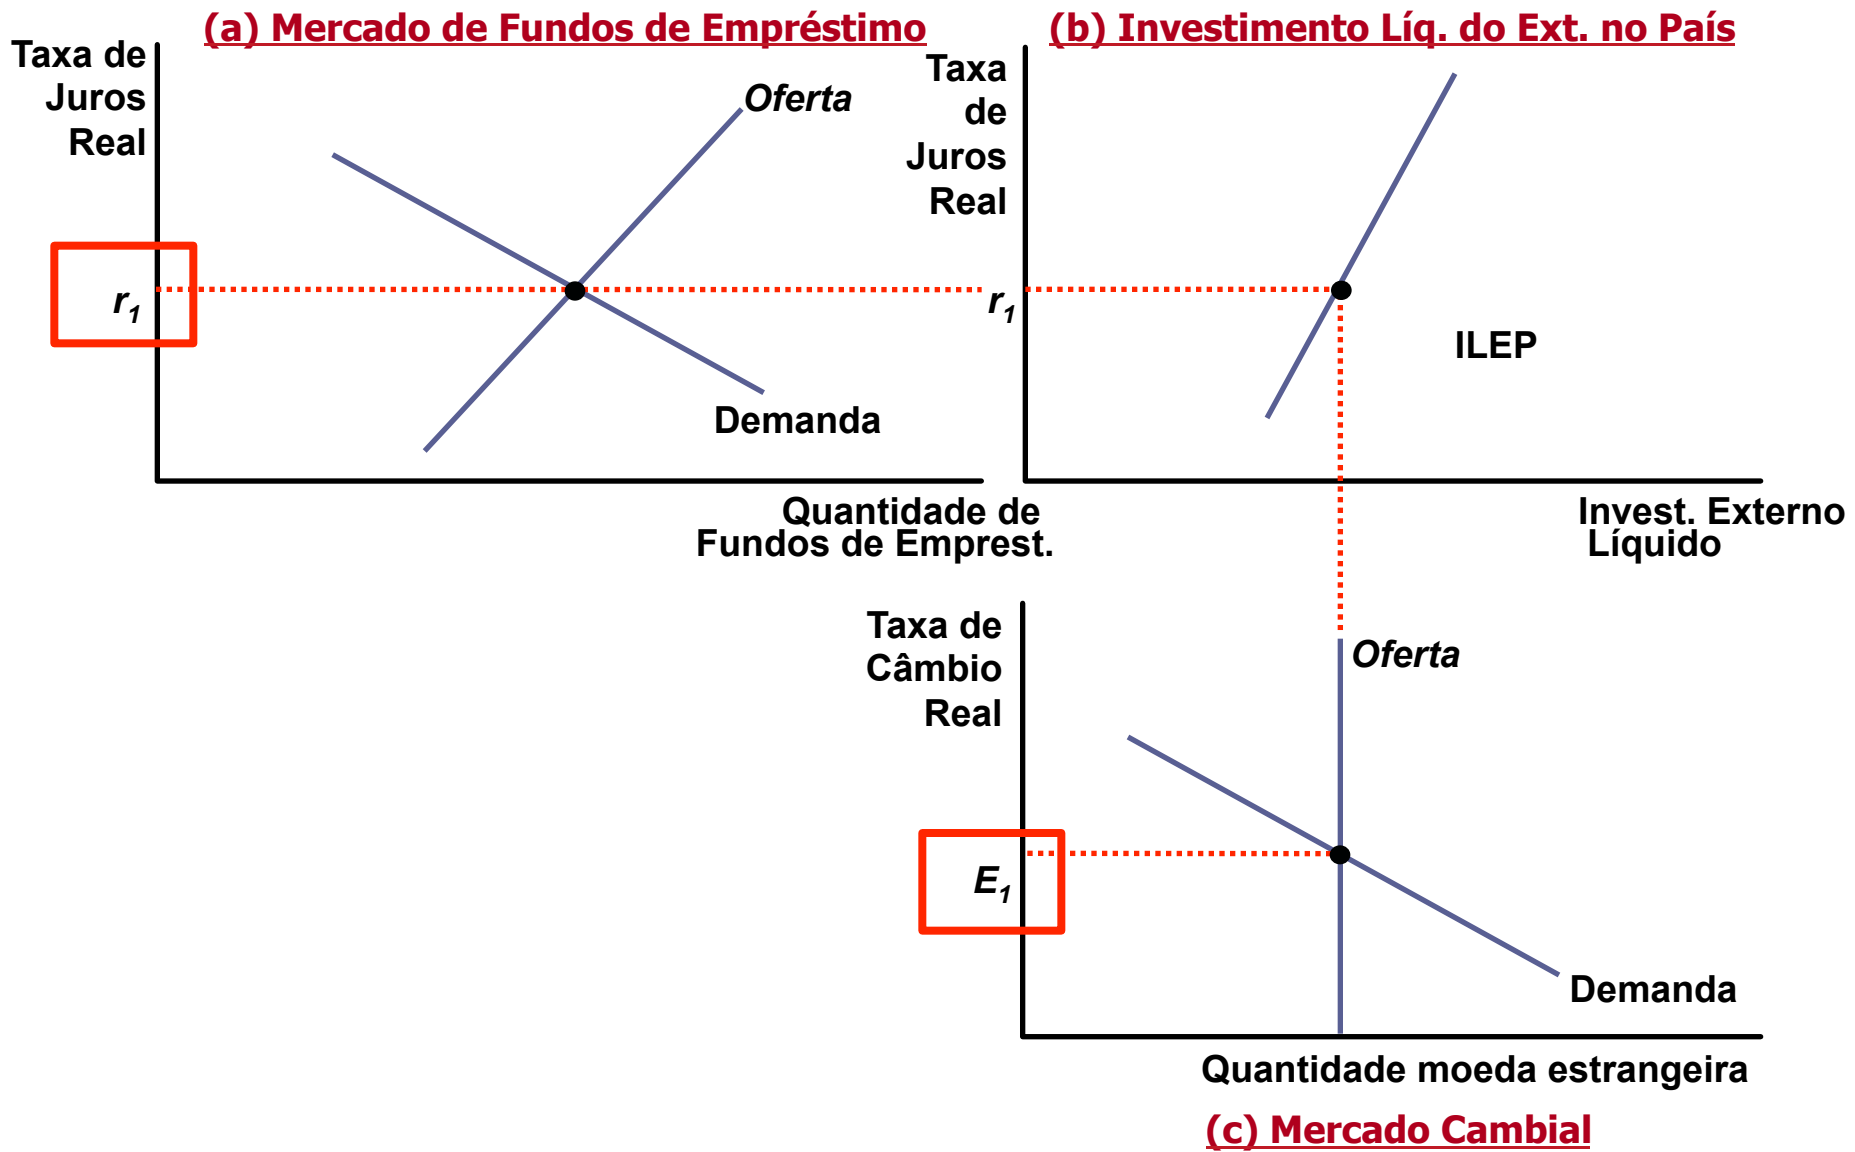 (a) Mercado de Fundos de Empréstimo
Taxa de
Juros
Real
Oferta
r1
Demanda
Quantidade de
Fundos de Emprest.
(b) Investimento Líq. do Ext. no País
Taxa
de
Juros
Real
r1
ILEP
Invest. Externo
Líquido
Taxa de
Câmbio
Real
Oferta
E1
Demanda
Quantidade moeda estrangeira
(c) Mercado Cambial